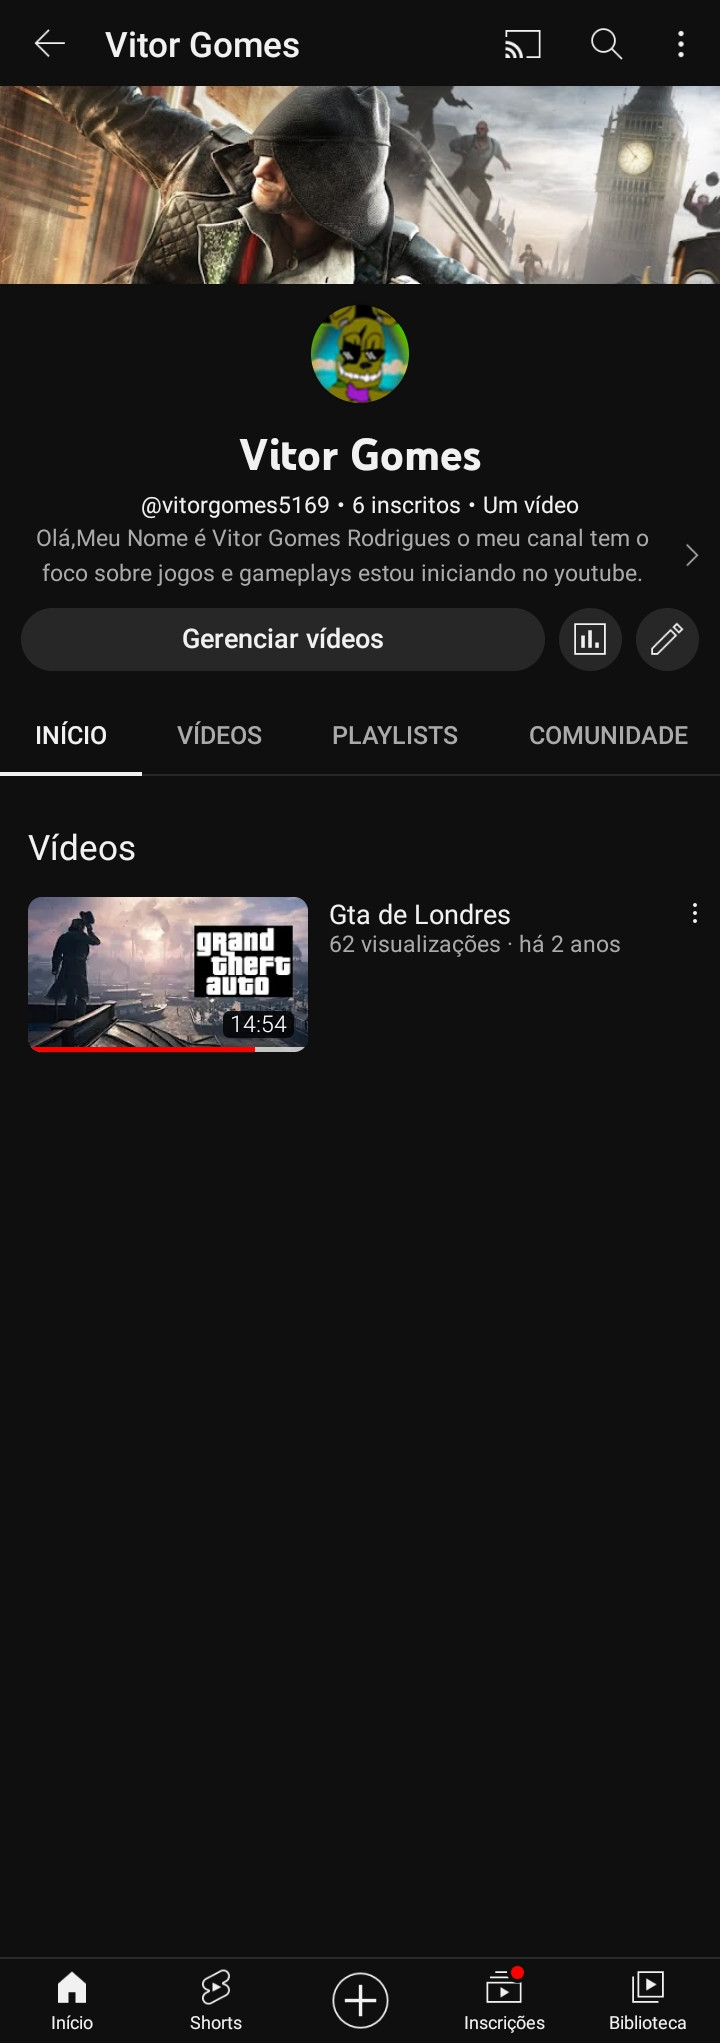 Vitor Gomes
Vitor Gomes
@vitorgomes5169 • 6 inscritos • Um vídeo
Olá,Meu Nome é Vitor Gomes Rodrigues o meu canal tem o
foco sobre jogos e gameplays estou iniciando no youtube.
Gerenciar vídeos
INÍCIO VÍDEOS PLAYLISTS COMUNIDADE
Vídeos
grand
theft
auto
14:54
Gta de Londres
62 visualizações · há 2 anos
Início Shorts Inscrições Biblioteca